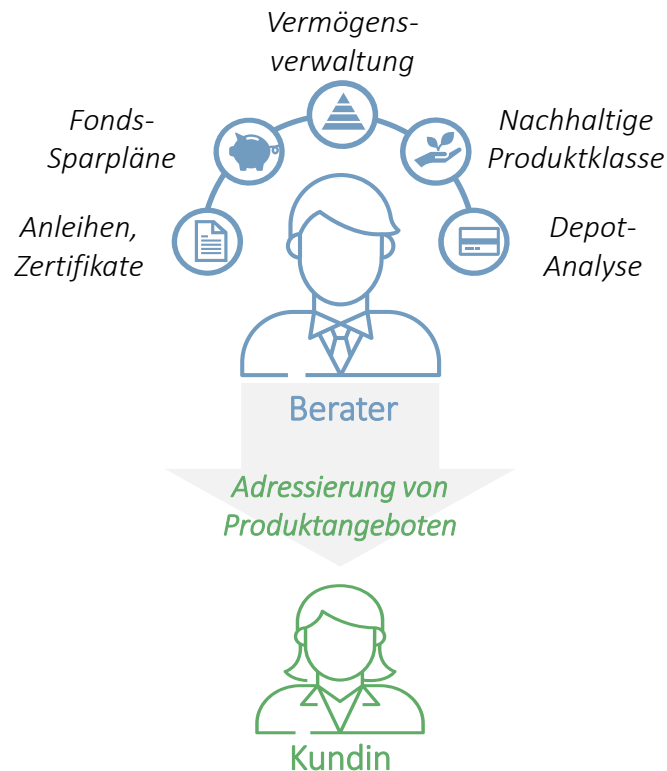 Vermögens-
verwaltung
Fonds-
Sparpläne
Nachhaltige
Produktklasse
Anleihen,
Zertifikate
Depot-
Analyse
Berater
Adressierung von
Produktangeboten
Kundin